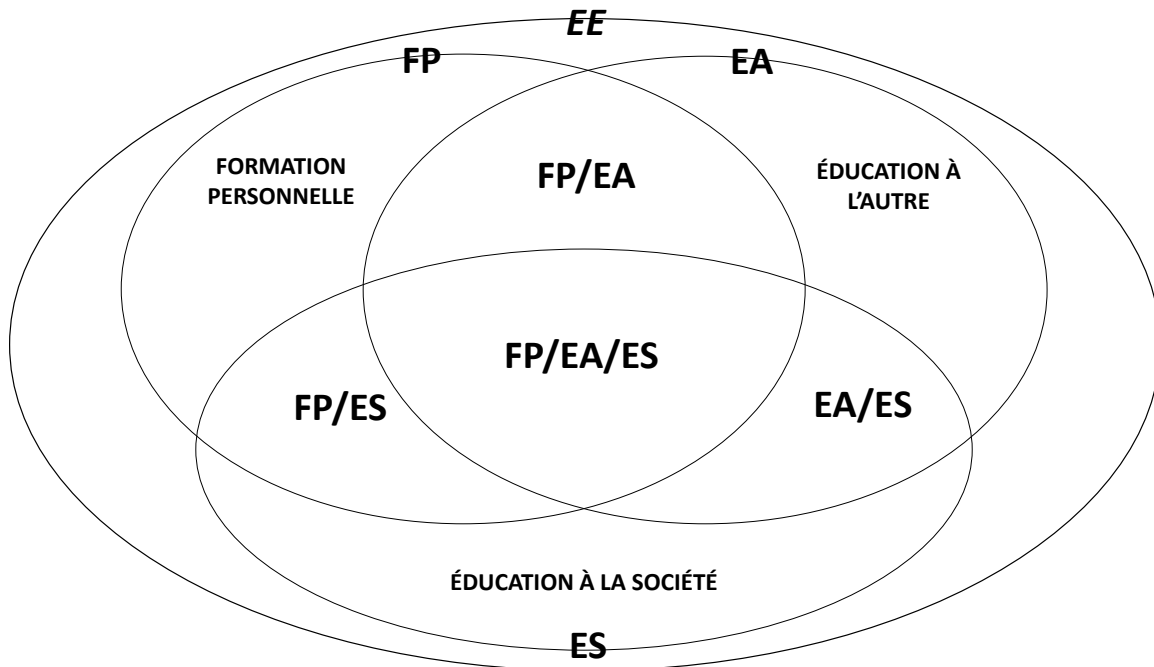 EE
FP
EA
FORMATION
PERSONNELLE
FP/EA
ÉDUCATION À
L'AUTRE
FP/EA/ES
FP/ES
EA/ES
ÉDUCATION À LA SOCIÉTÉ
ES